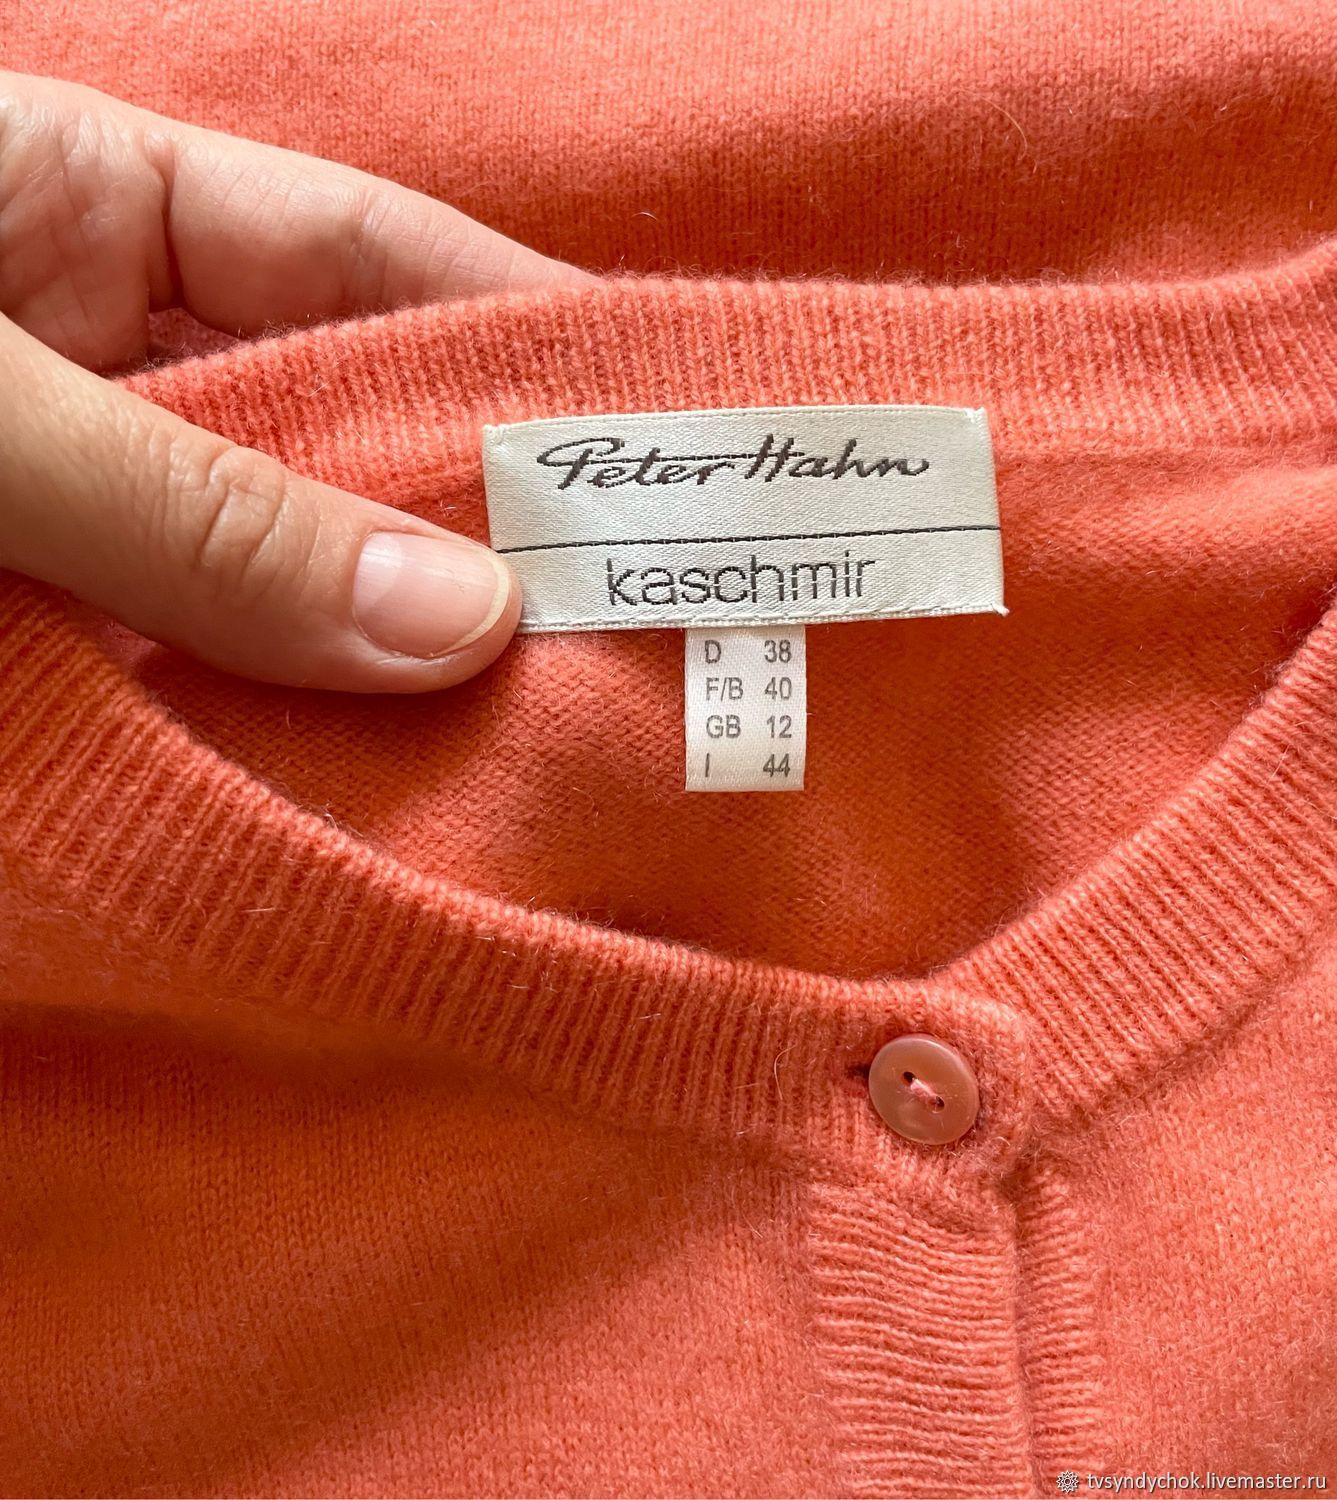 Peter Hahn
kaschmir
D 38
F/B 40
GB 12
I 44
tvsyndychok.livemaster.ru